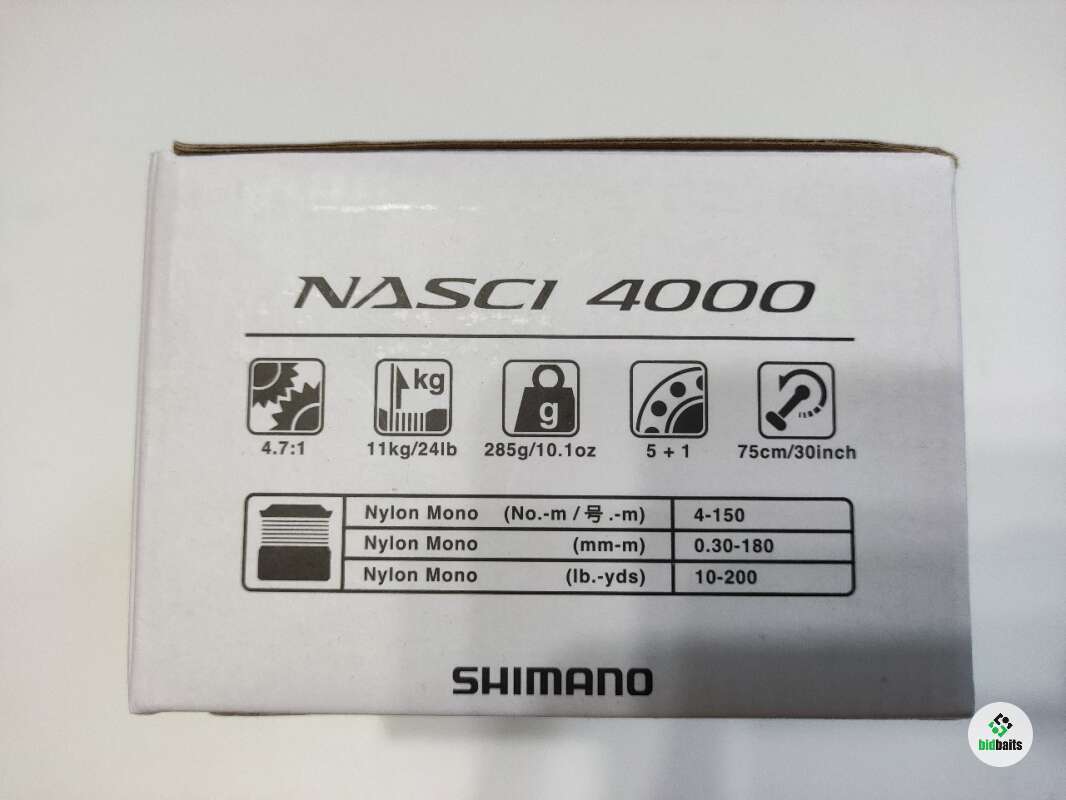 NASCI 4000
kg
g
4.7:1 11kg/24lb 285g/10.1oz 5 + 1 75cm/30inch
Nylon Mono (No.-m / 号 .-m) 4-150
Nylon Mono (mm-m) 0.30-180
Nylon Mono (lb.-yds) 10-200
SHIMANO
bidbaits